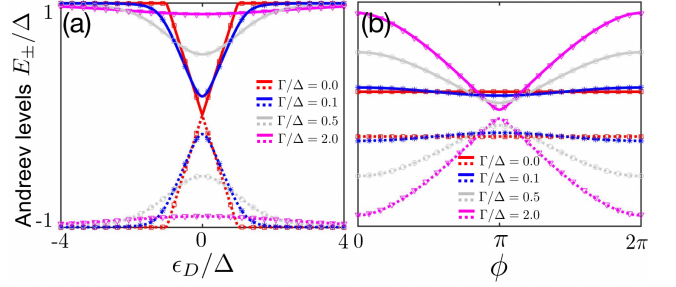 (a)
(b)
Andreev levels E±/Δ
1
-1
Γ/Δ = 0.0
Γ/Δ = 0.1
Γ/Δ = 0.5
Γ/Δ = 2.0
-4 0 4
ϵ_D/Δ
Γ/Δ = 0.0
Γ/Δ = 0.1
Γ/Δ = 0.5
Γ/Δ = 2.0
0 π 2π
ϕ